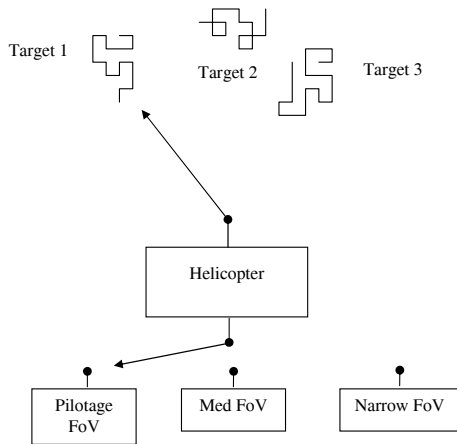 Target 1
Target 2
Target 3
Helicopter
Pilotage
FoV
Med FoV
Narrow FoV